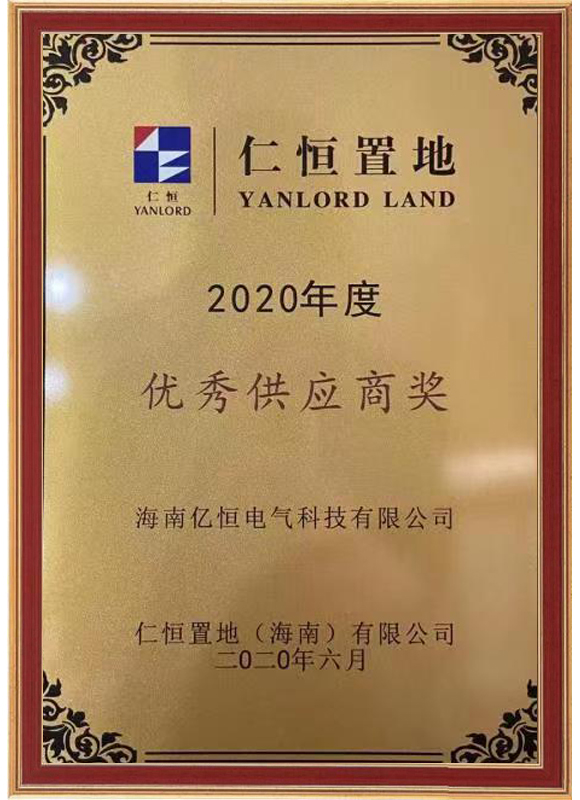 仁恒置地
YANLORD LAND
仁恒
YANLORD
2020年度
优秀供应商奖
海南亿恒电气科技有限公司
仁恒置地（海南）有限公司
二〇二〇年六月